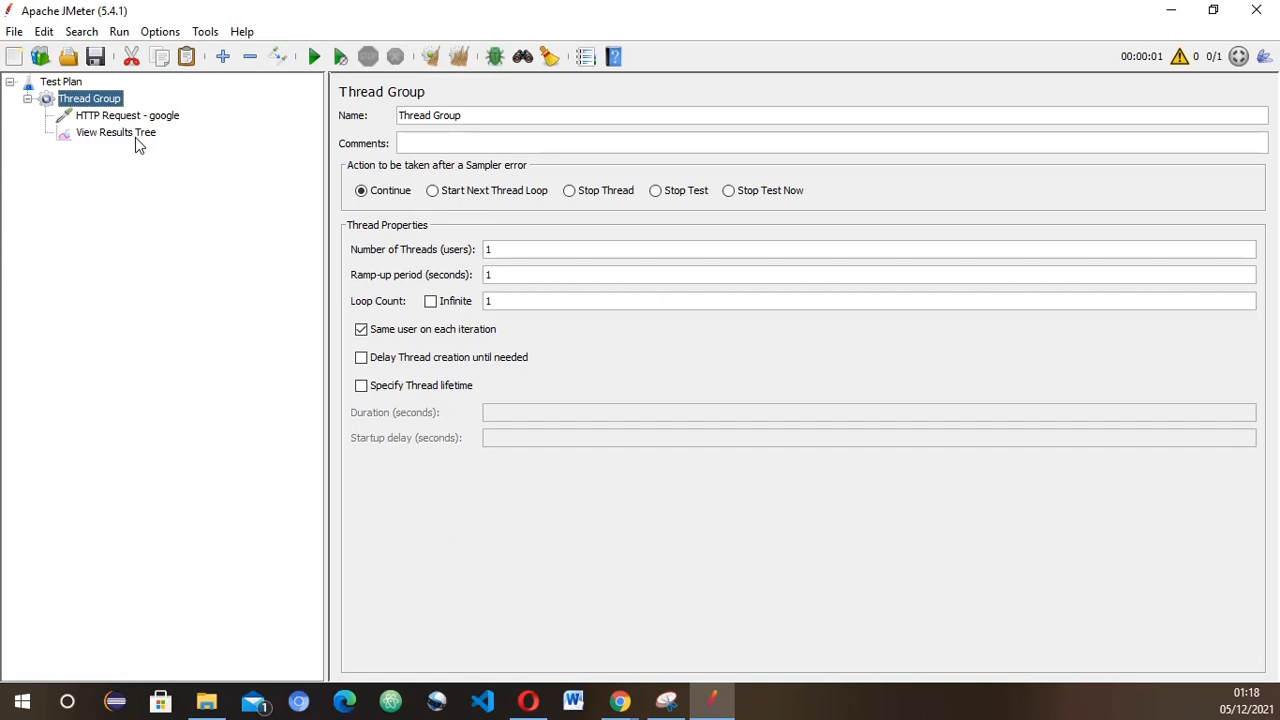 Apache JMeter (5.4.1)
File Edit Search Run Options Tools Help
00:00:01 0 0/1
Test Plan
Thread Group
HTTP Request - google
View Results Tree
Thread Group
Name: Thread Group
Comments:
Action to be taken after a Sampler error
Continue Start Next Thread Loop Stop Thread Stop Test Stop Test Now
Thread Properties
Number of Threads (users): 1
Ramp-up period (seconds): 1
Loop Count: Infinite 1
Same user on each iteration
Delay Thread creation until needed
Specify Thread lifetime
Duration (seconds):
Startup delay (seconds):
1
01:18
05/12/2021